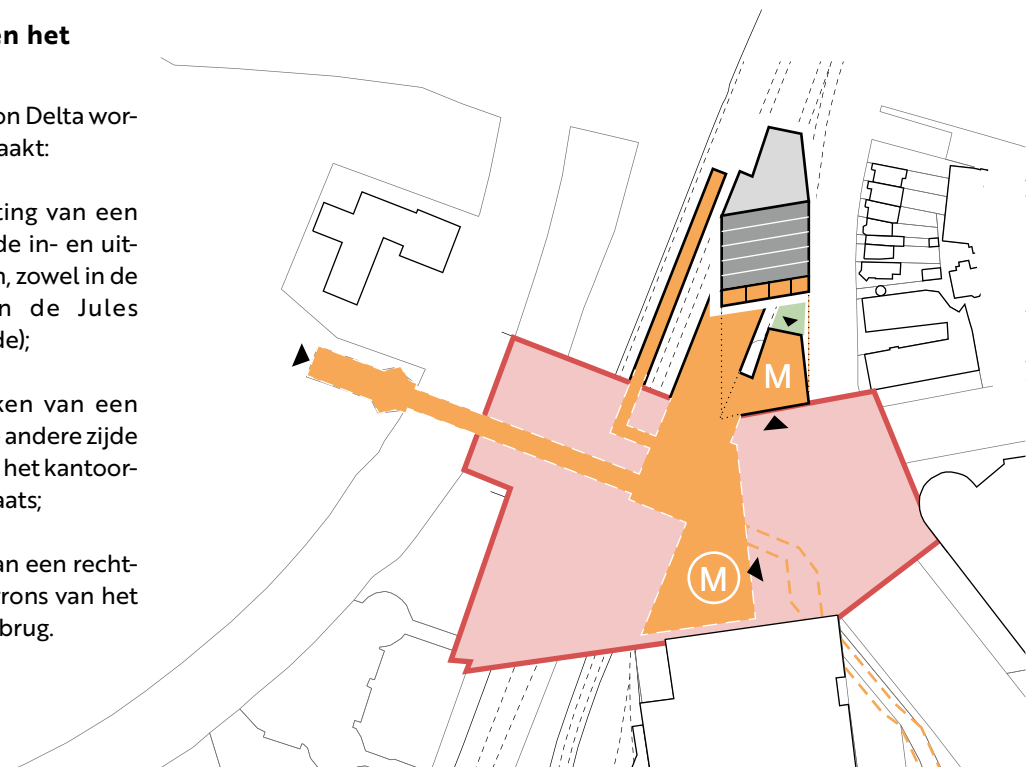 en het
on Delta wor-
aakt:
ting van een
de in- en uit-
n, zowel in de
n de Jules
de);
ken van een
andere zijde
het kantoor-
aats;
an een recht-
rons van het
brug.
M
M